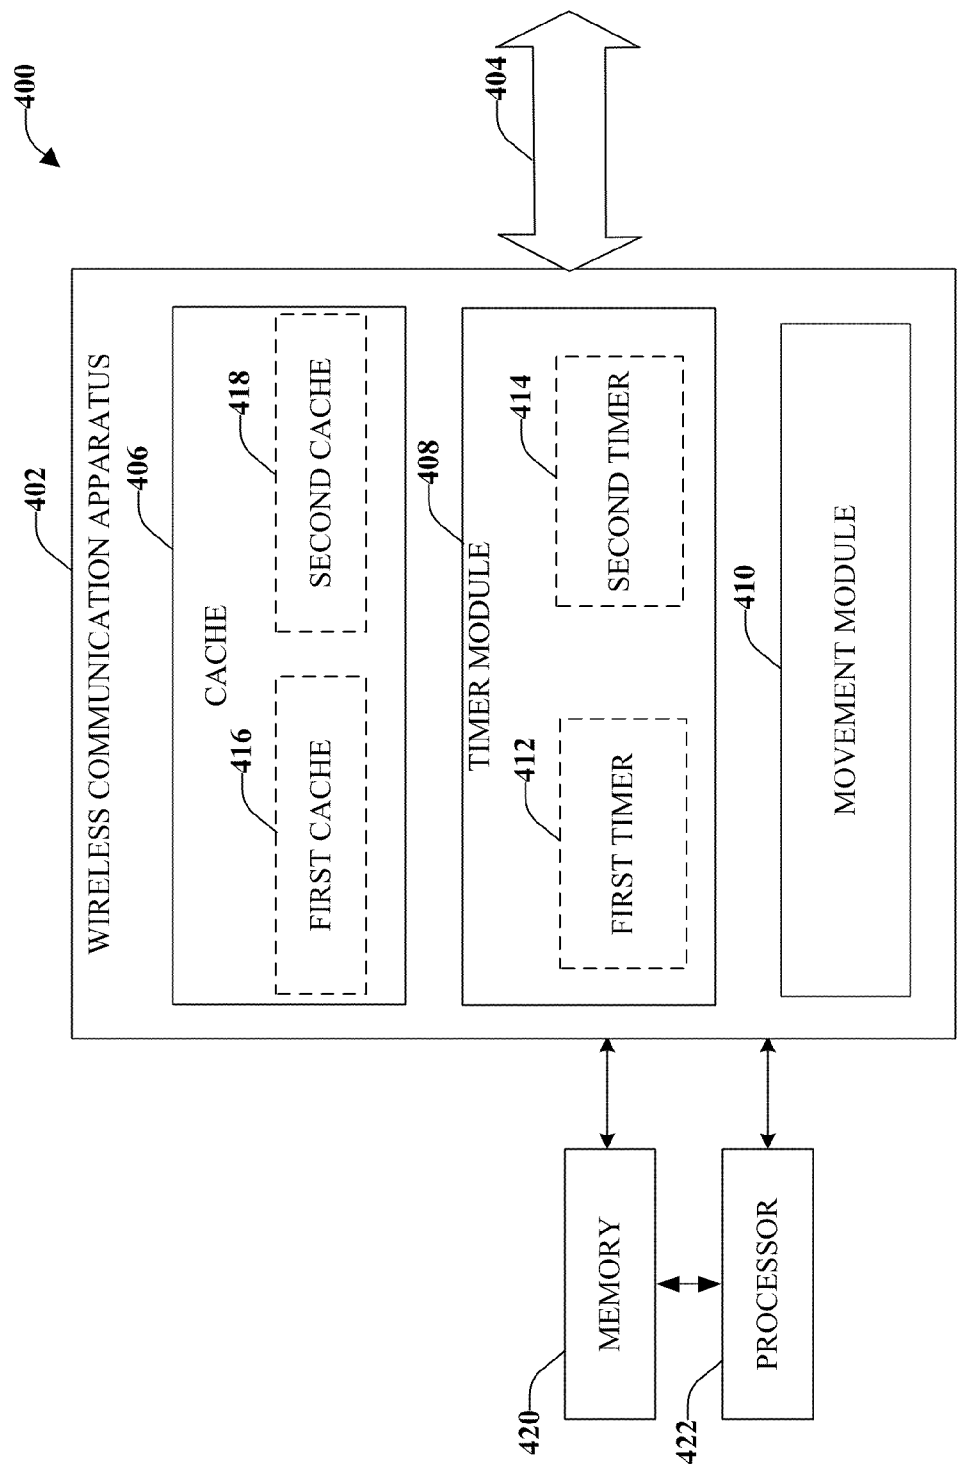 400
402
WIRELESS COMMUNICATION APPARATUS
406
CACHE
416
FIRST CACHE
418
SECOND CACHE
404
408
TIMER MODULE
412
FIRST TIMER
414
SECOND TIMER
410
MOVEMENT MODULE
420
MEMORY
422
PROCESSOR